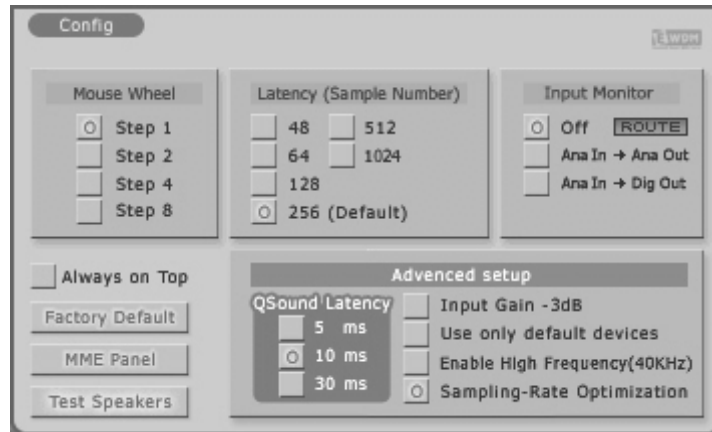 Config
E-WDM
Mouse Wheel
Step 1
Step 2
Step 4
Step 8
Latency (Sample Number)
48 512
64 1024
128
256 (Default)
Input Monitor
Off ROUTE
Ana In → Ana Out
Ana In → Dig Out
Always on Top
Factory Default
MME Panel
Test Speakers
Advanced setup
QSound Latency
5 ms
10 ms
30 ms
Input Gain -3dB
Use only default devices
Enable High Frequency(40KHz)
Sampling-Rate Optimization